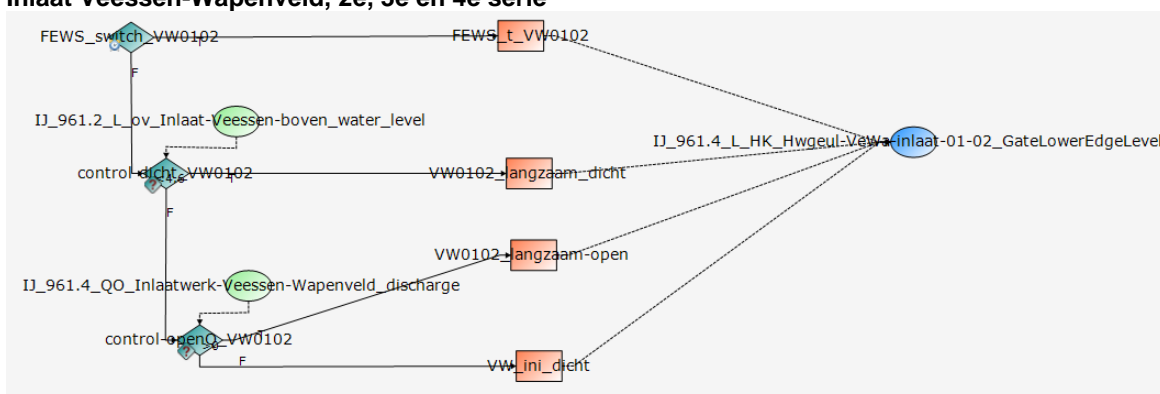 Inlaat Veessen-Wapenveld, 2e, 3e en 4e serie
FEWS_switch_VW0102
T
FEWS_t_VW0102
F
IJ_961.2_L_ov_Inlaat-Veessen-boven_water_level
IJ_961.4_L_HK_Hwgeul-VeWa-inlaat-01-02_GateLowerEdgeLevel
control-dicht_VW0102
T
VW0102_langzaam_dicht
F
VW0102_langzaam-open
IJ_961.4_QO_Inlaatwerk-Veessen-Wapenveld_discharge
control-openQ_VW0102
T
F
VW_ini_dicht